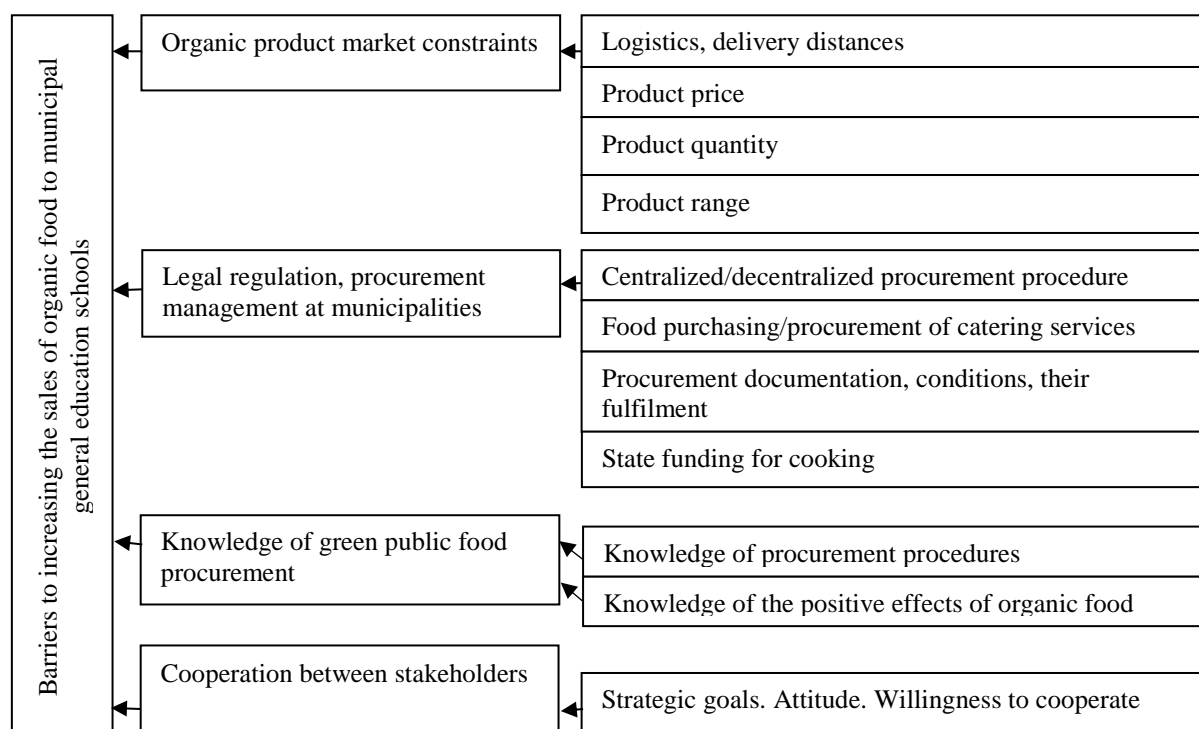 Barriers to increasing the sales of organic food to municipal
general education schools
Organic product market constraints
Logistics, delivery distances
Product price
Product quantity
Product range
Legal regulation, procurement
management at municipalities
Centralized/decentralized procurement procedure
Food purchasing/procurement of catering services
Procurement documentation, conditions, their
fulfilment
State funding for cooking
Knowledge of green public food
procurement
Knowledge of procurement procedures
Knowledge of the positive effects of organic food
Cooperation between stakeholders
Strategic goals. Attitude. Willingness to cooperate